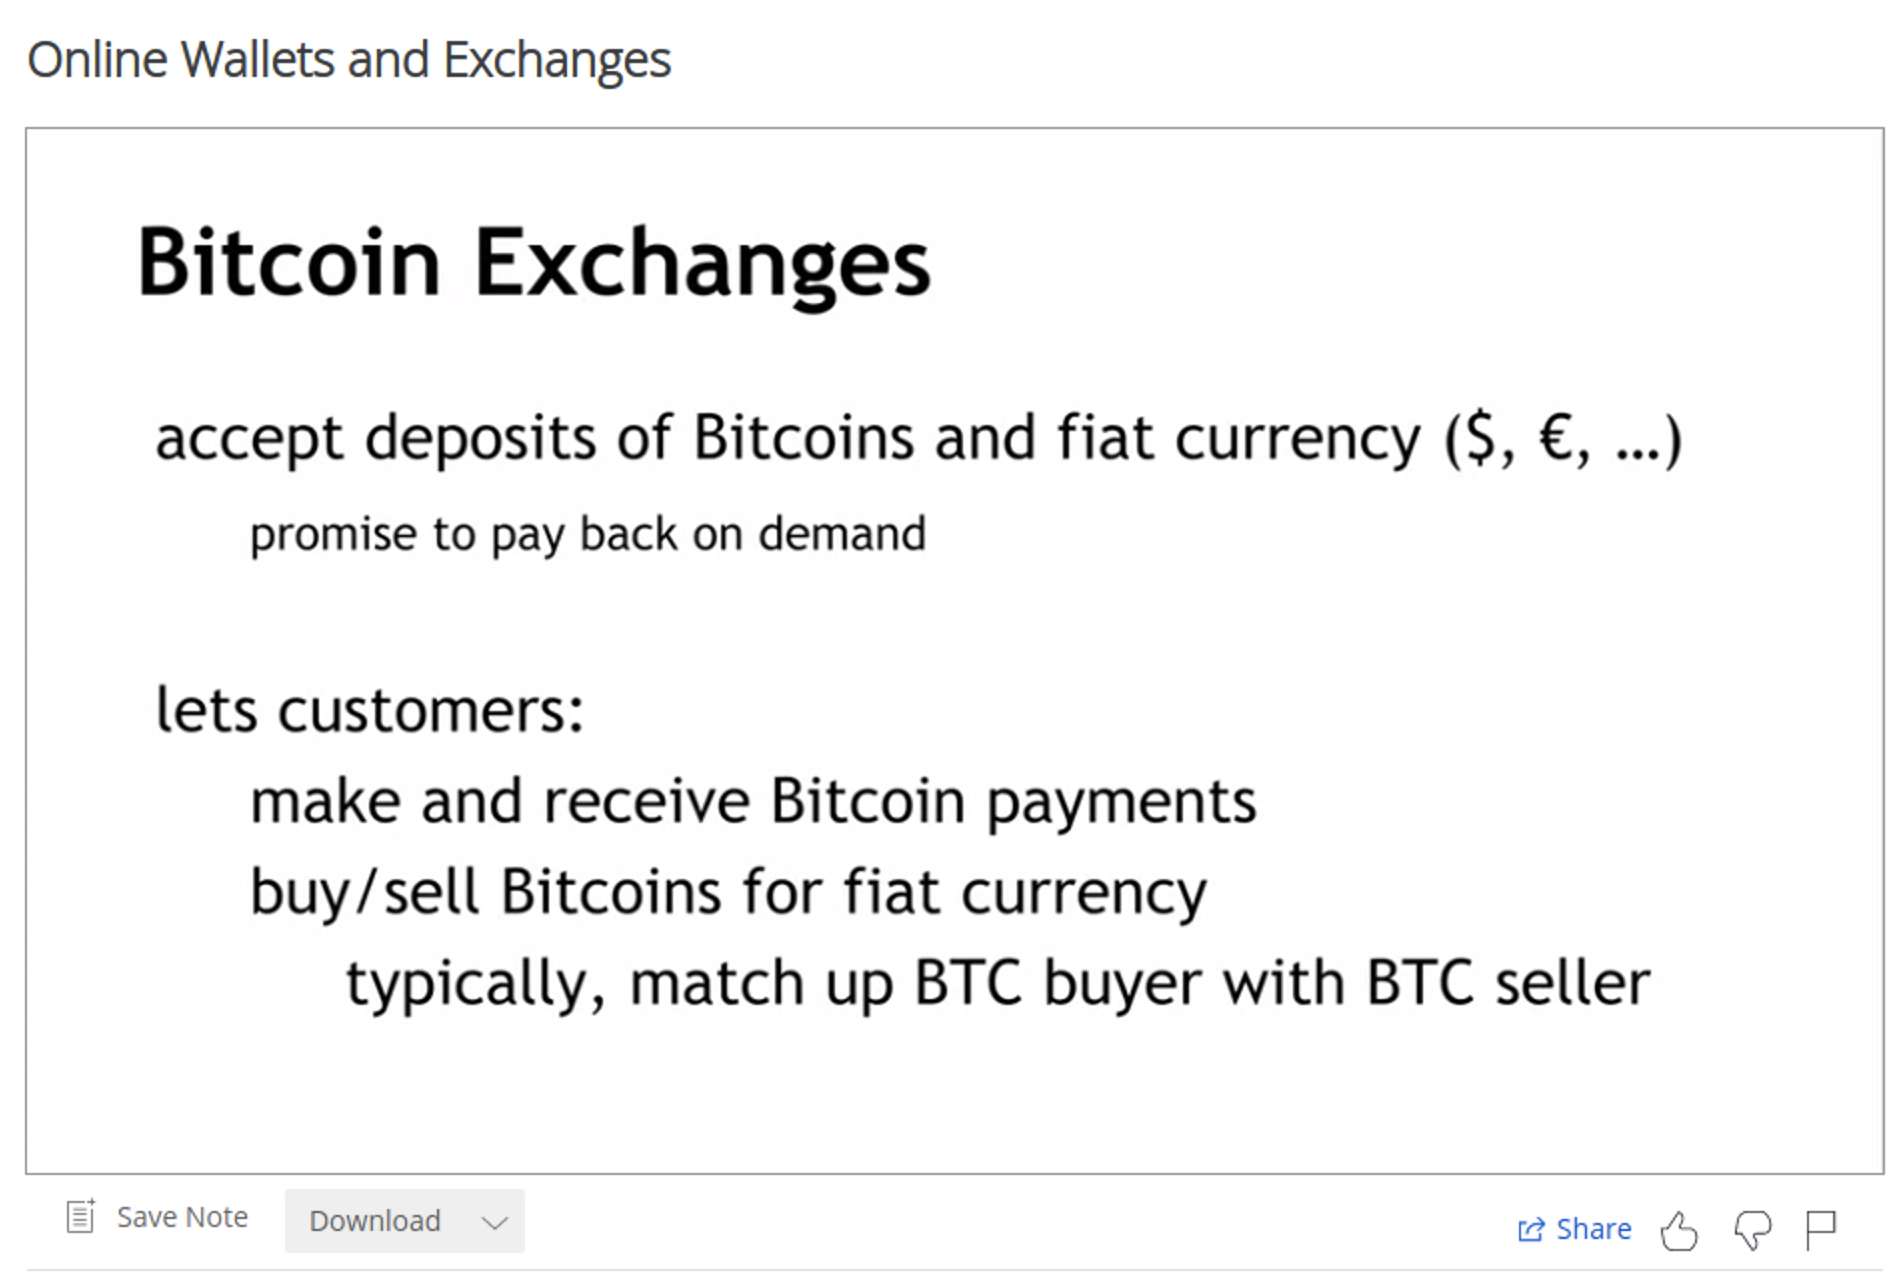 Online Wallets and Exchanges
Bitcoin Exchanges
accept deposits of Bitcoins and fiat currency ($, €, …)
promise to pay back on demand
lets customers:
make and receive Bitcoin payments
buy/sell Bitcoins for fiat currency
typically, match up BTC buyer with BTC seller
Save Note
Download
Share